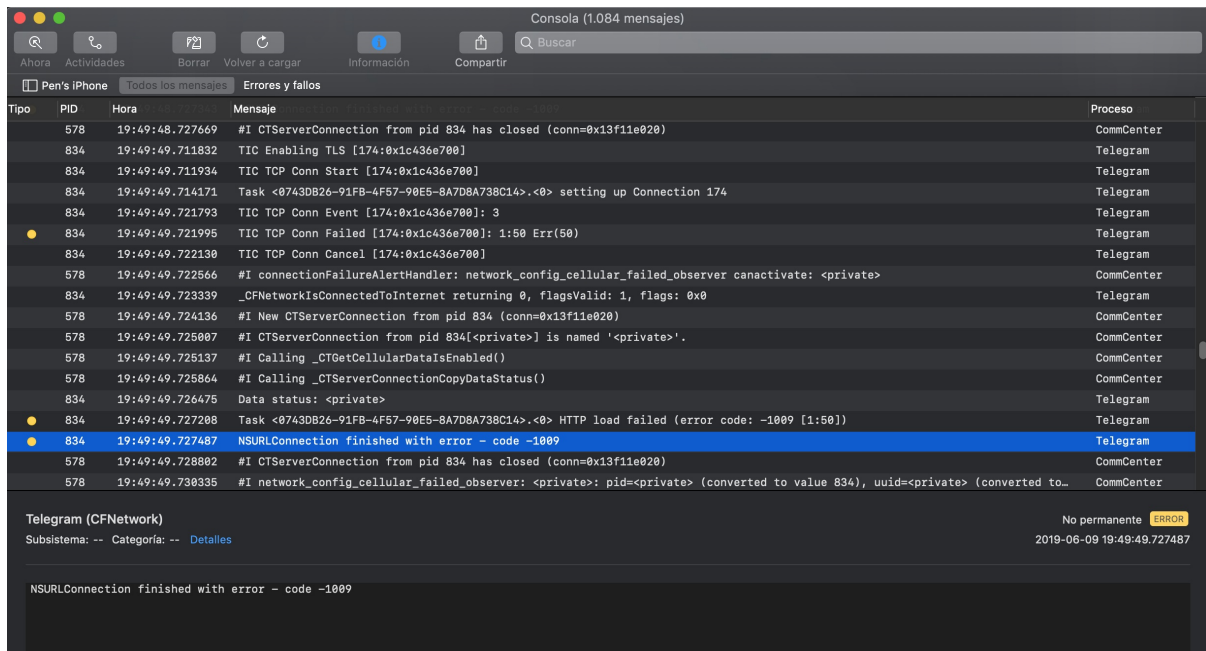 Consola (1.084 mensajes)
Buscar
Ahora Actividades Borrar Volver a cargar Información Compartir
Pen's iPhone Todos los mensajes Errores y fallos
Tipo PID Hora Mensaje Proceso
578 19:49:48.727669 #I CTServerConnection from pid 834 has closed (conn=0x13f11e020) CommCenter
834 19:49:49.711832 TIC Enabling TLS [174:0x1c436e700] Telegram
834 19:49:49.711934 TIC TCP Conn Start [174:0x1c436e700] Telegram
834 19:49:49.714171 Task <0743DB26-91FB-4F57-90E5-8A7D8A738C14>.<0> setting up Connection 174 Telegram
834 19:49:49.721793 TIC TCP Conn Event [174:0x1c436e700]: 3 Telegram
834 19:49:49.721995 TIC TCP Conn Failed [174:0x1c436e700]: 1:50 Err(50) Telegram
834 19:49:49.722130 TIC TCP Conn Cancel [174:0x1c436e700] Telegram
578 19:49:49.722566 #I connectionFailureAlertHandler: network_config_cellular_failed_observer canactivate: <private> CommCenter
834 19:49:49.723339 _CFNetworkIsConnectedToInternet returning 0, flagsValid: 1, flags: 0x0 Telegram
578 19:49:49.724136 #I New CTServerConnection from pid 834 (conn=0x13f11e020) CommCenter
578 19:49:49.725007 #I CTServerConnection from pid 834[<private>] is named '<private>'. CommCenter
578 19:49:49.725137 #I Calling _CTGetCellularDataIsEnabled() CommCenter
578 19:49:49.725864 #I Calling _CTServerConnectionCopyDataStatus() CommCenter
834 19:49:49.726475 Data status: <private> Telegram
834 19:49:49.727208 Task <0743DB26-91FB-4F57-90E5-8A7D8A738C14>.<0> HTTP load failed (error code: -1009 [1:50]) Telegram
834 19:49:49.727487 NSURLConnection finished with error - code -1009 Telegram
578 19:49:49.728802 #I CTServerConnection from pid 834 has closed (conn=0x13f11e020) CommCenter
578 19:49:49.730335 #I network_config_cellular_failed_observer: <private>: pid=<private> (converted to value 834), uuid=<private> (converted to… CommCenter
Telegram (CFNetwork) No permanente ERROR
Subsistema: -- Categoría: -- Detalles 2019-06-09 19:49:49.727487
NSURLConnection finished with error - code -1009